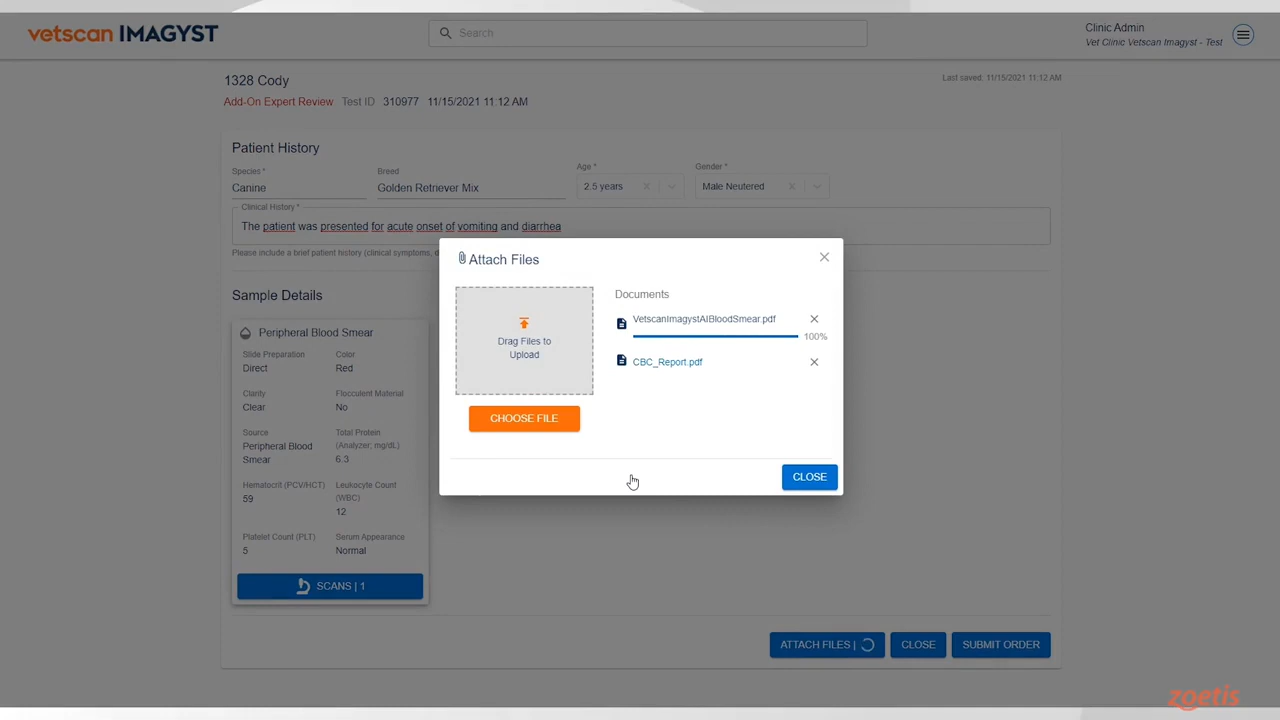 vetscan IMAGYST
Search
Clinic Admin
Vet Clinic Vetscan Imagyst - Test
1328 Cody
Last saved: 11/15/2021 11:12 AM
Add-On Expert Review Test ID 310977 11/15/2021 11:12 AM
Patient History
Species * Breed Age * Gender *
Canine Golden Retriever Mix 2.5 years Male Neutered
Clinical History *
The patient was presented for acute onset of vomiting and diarrhea
Please include a brief patient history (clinical symptoms, d
Sample Details
Peripheral Blood Smear
Slide Preparation Color
Direct Red
Clarity Flocculent Material
Clear No
Source Total Protein
(Analyzer; mg/dL)
Peripheral Blood
Smear 6.3
Hematocrit (PCV/HCT) Leukocyte Count
(WBC)
59
12
Platelet Count (PLT) Serum Appearance
5 Normal
SCANS | 1
Attach Files
Drag Files to
Upload
CHOOSE FILE
Documents
VetscanImagystAIBloodSmear.pdf
100%
CBC_Report.pdf
CLOSE
ATTACH FILES | CLOSE SUBMIT ORDER
zoetis